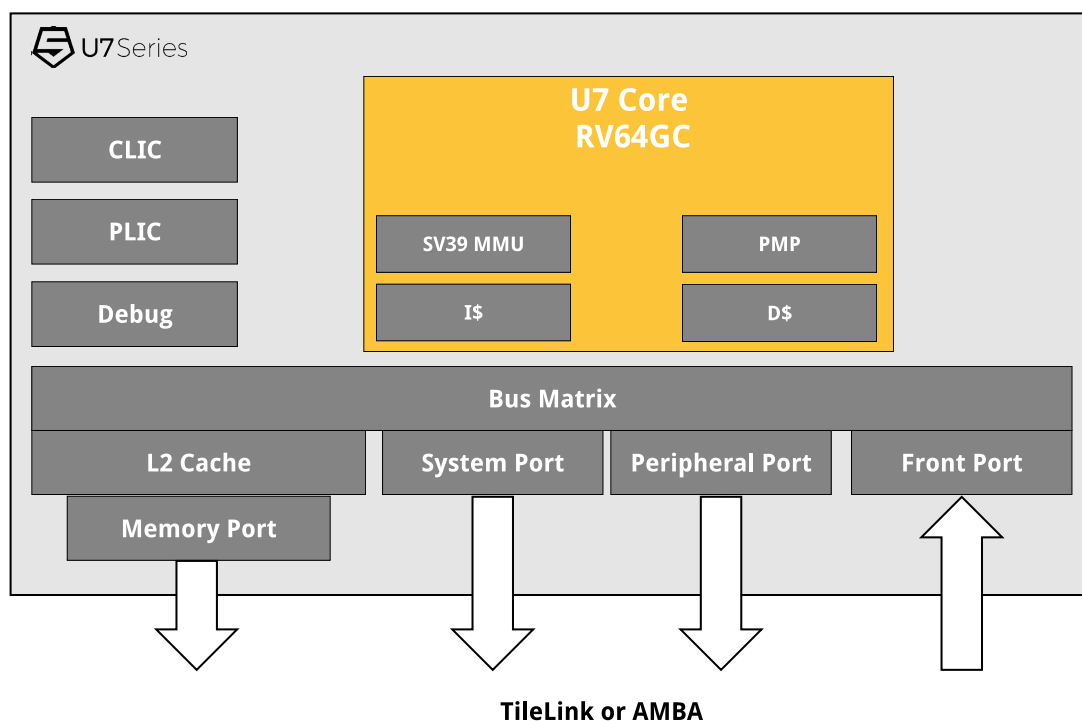 U7Series
U7 Core
RV64GC
CLIC
PLIC
Debug
SV39 MMU
PMP
I$
D$
Bus Matrix
L2 Cache
System Port
Peripheral Port
Front Port
Memory Port
TileLink or AMBA